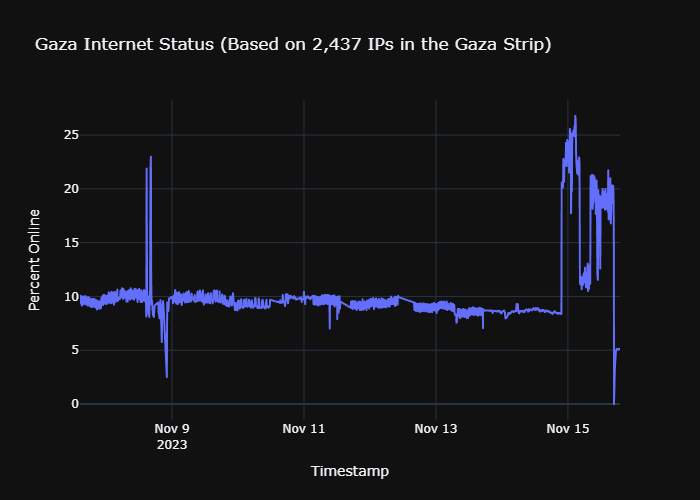 Gaza Internet Status (Based on 2,437 IPs in the Gaza Strip)
Percent Online
25
20
15
10
5
0
Nov 9
2023
Nov 11
Nov 13
Nov 15
Timestamp